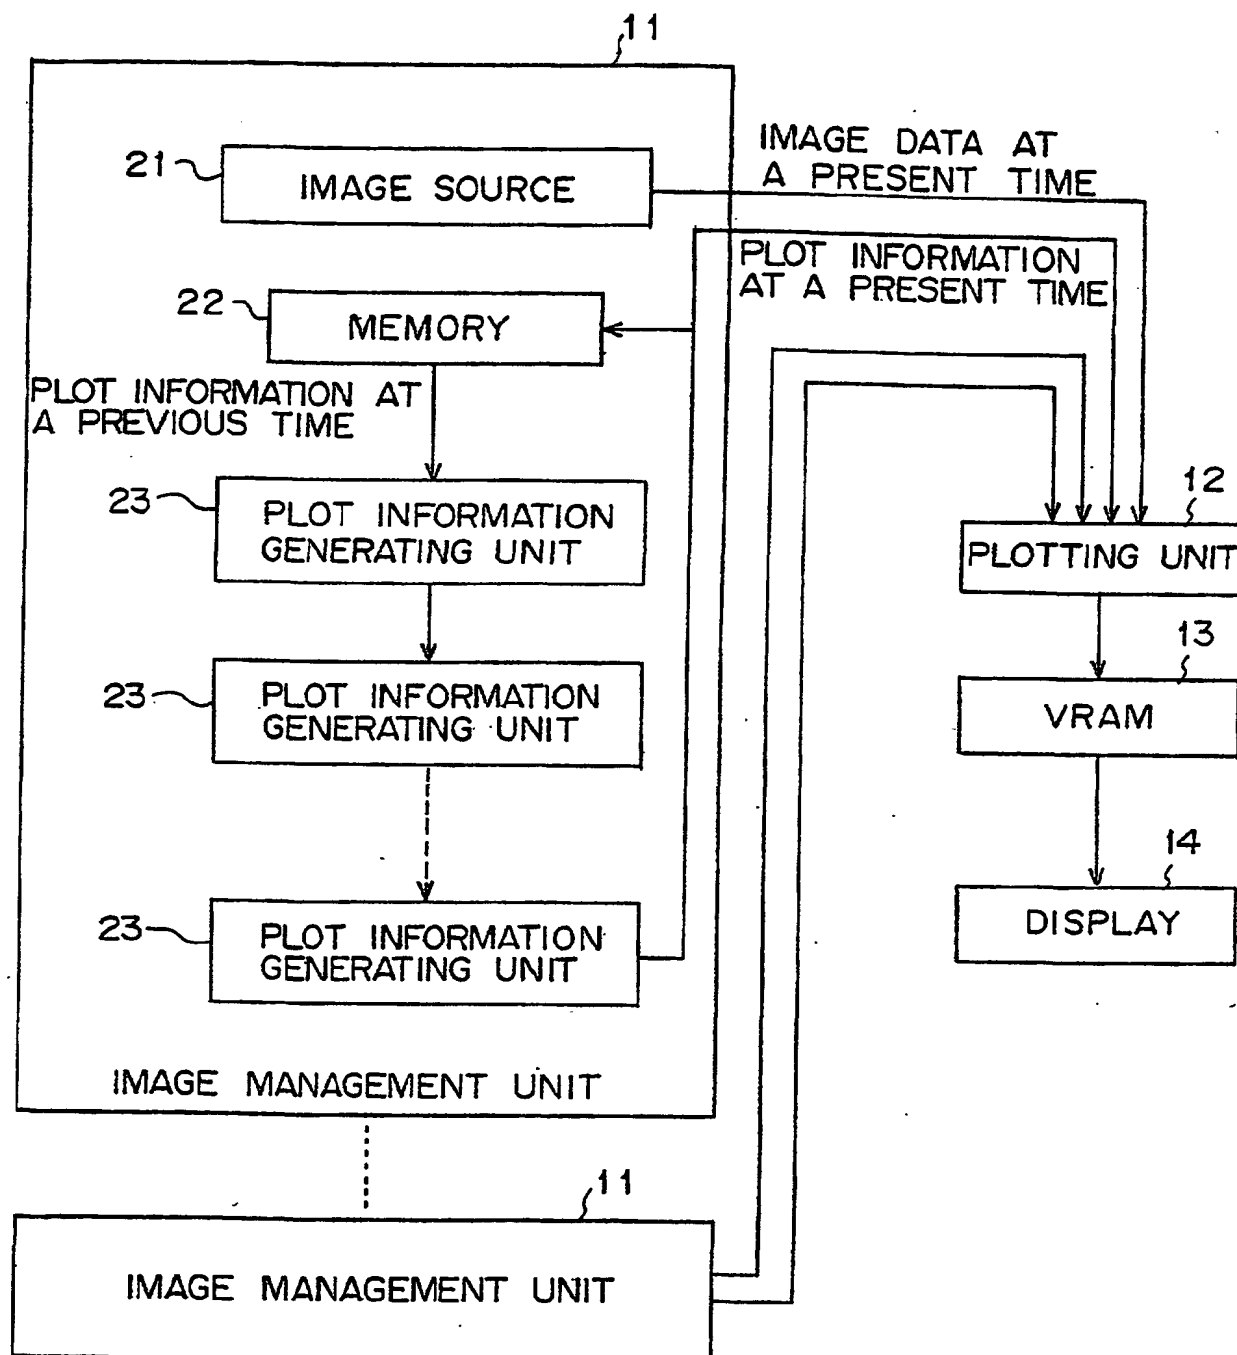 11
IMAGE DATA AT
A PRESENT TIME
21
IMAGE SOURCE
PLOT INFORMATION
AT A PRESENT TIME
22
MEMORY
PLOT INFORMATION AT
A PREVIOUS TIME
23
PLOT INFORMATION
GENERATING UNIT
12
PLOTTING UNIT
23
PLOT INFORMATION
GENERATING UNIT
13
VRAM
14
DISPLAY
23
PLOT INFORMATION
GENERATING UNIT
IMAGE MANAGEMENT UNIT
11
IMAGE MANAGEMENT UNIT